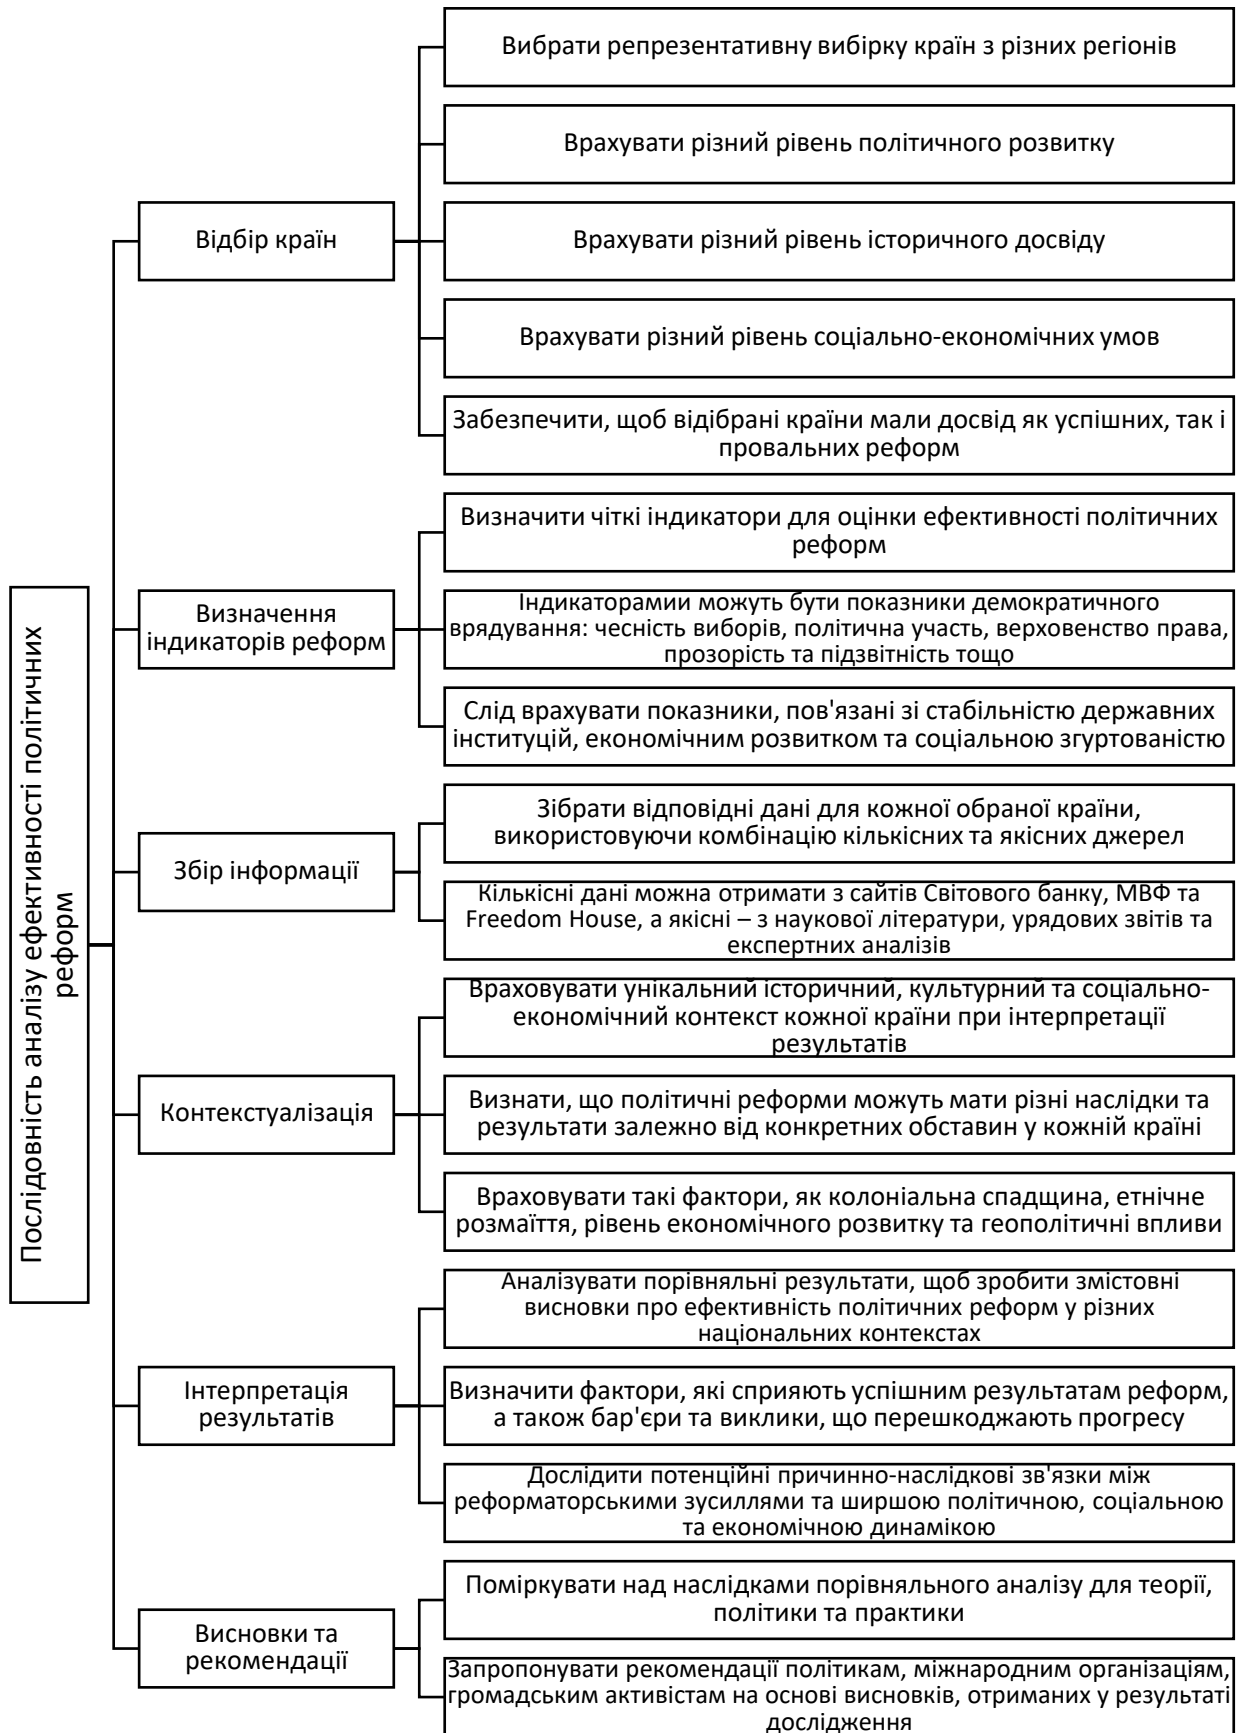 Послідовність аналізу ефективності політичних
реформ
Відбір країн
Вибрати репрезентативну вибірку країн з різних регіонів
Врахувати різний рівень політичного розвитку
Врахувати різний рівень історичного досвіду
Врахувати різний рівень соціально-економічних умов
Забезпечити, щоб відібрані країни мали досвід як успішних, так і
провальних реформ
Визначення
індикаторів реформ
Визначити чіткі індикатори для оцінки ефективності політичних
реформ
Індикаторамии можуть бути показники демократичного
врядування: чесність виборів, політична участь, верховенство права,
прозорість та підзвітність тощо
Слід врахувати показники, пов'язані зі стабільністю державних
інституцій, економічним розвитком та соціальною згуртованістю
Збір інформації
Зібрати відповідні дані для кожної обраної країни,
використовуючи комбінацію кількісних та якісних джерел
Кількісні дані можна отримати з сайтів Світового банку, МВФ та
Freedom House, а якісні – з наукової літератури, урядових звітів та
експертних аналізів
Контекстуалізація
Враховувати унікальний історичний, культурний та соціально-
економічний контекст кожної країни при інтерпретації
результатів
Визнати, що політичні реформи можуть мати різні наслідки та
результати залежно від конкретних обставин у кожній країні
Враховувати такі фактори, як колоніальна спадщина, етнічне
розмаїття, рівень економічного розвитку та геополітичні впливи
Інтерпретація
результатів
Аналізувати порівняльні результати, щоб зробити змістовні
висновки про ефективність політичних реформ у різних
національних контекстах
Визначити фактори, які сприяють успішним результатам реформ,
а також бар'єри та виклики, що перешкоджають прогресу
Дослідити потенційні причинно-наслідкові зв'язки між
реформаторськими зусиллями та ширшою політичною, соціальною
та економічною динамікою
Висновки та
рекомендації
Поміркувати над наслідками порівняльного аналізу для теорії,
політики та практики
Запропонувати рекомендації політикам, міжнародним організаціям,
громадським активістам на основі висновків, отриманих у результаті
дослідження